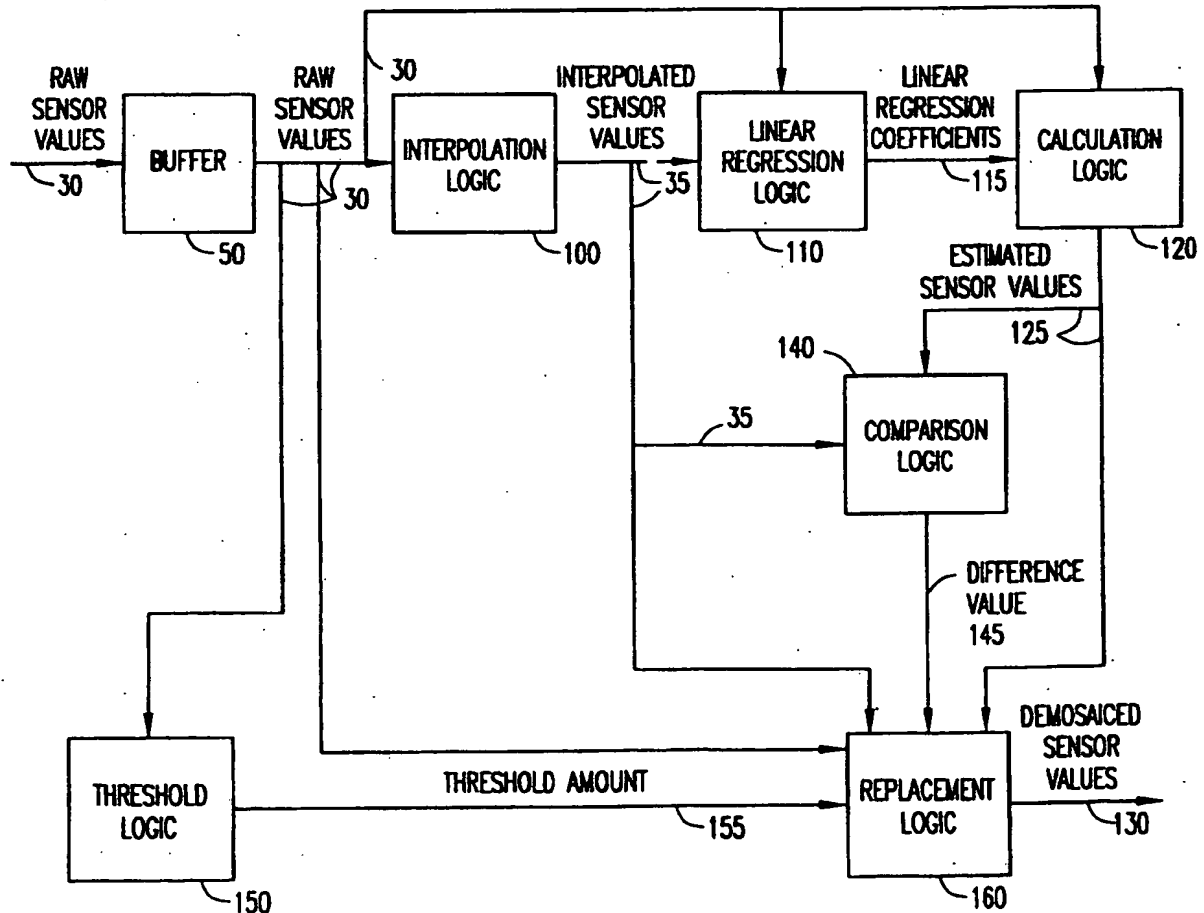 RAW
SENSOR
VALUES
30
BUFFER
50
RAW
SENSOR
VALUES
30
30
INTERPOLATION
LOGIC
100
INTERPOLATED
SENSOR
VALUES
35
LINEAR
REGRESSION
LOGIC
110
LINEAR
REGRESSION
COEFFICIENTS
115
CALCULATION
LOGIC
120
ESTIMATED
SENSOR VALUES
125
140
COMPARISON
LOGIC
35
DIFFERENCE
VALUE
145
THRESHOLD
LOGIC
150
THRESHOLD AMOUNT
155
REPLACEMENT
LOGIC
160
DEMOSAICED
SENSOR
VALUES
130